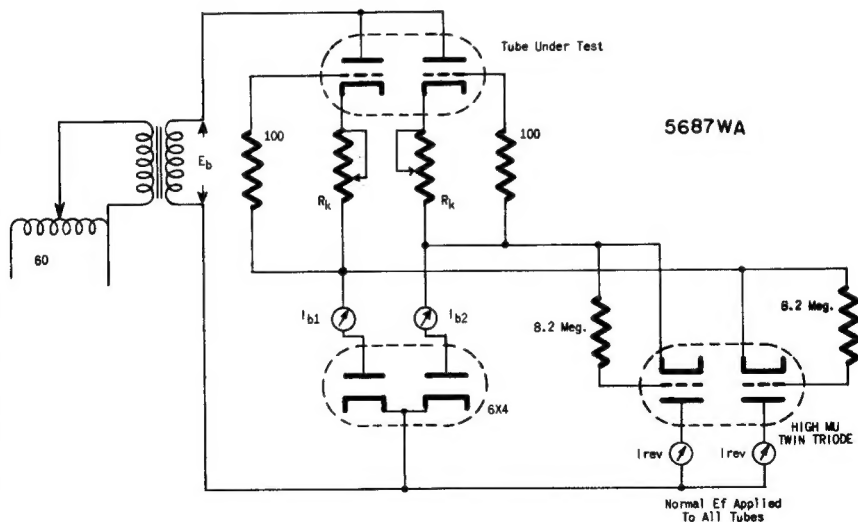 Tube Under Test
5687WA
100
100
Eb
Rk
Rk
60
Ib1
Ib2
8.2 Meg.
8.2 Meg.
6X4
HIGH MU
TWIN TRIODE
Irev
Irev
Normal Ef Applied
To All Tubes